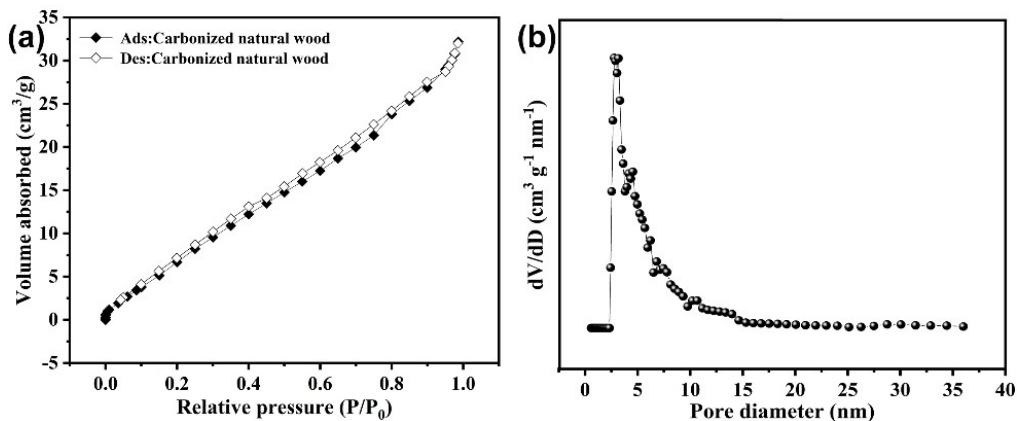 (a)
Ads:Carbonized natural wood
Des:Carbonized natural wood
Volume absorbed (cm³/g)
35
30
25
20
15
10
5
0
-5
0.0 0.2 0.4 0.6 0.8 1.0
Relative pressure (P/P₀)
(b)
dV/dD (cm³ g⁻¹ nm⁻¹)
0 5 10 15 20 25 30 35 40
Pore diameter (nm)